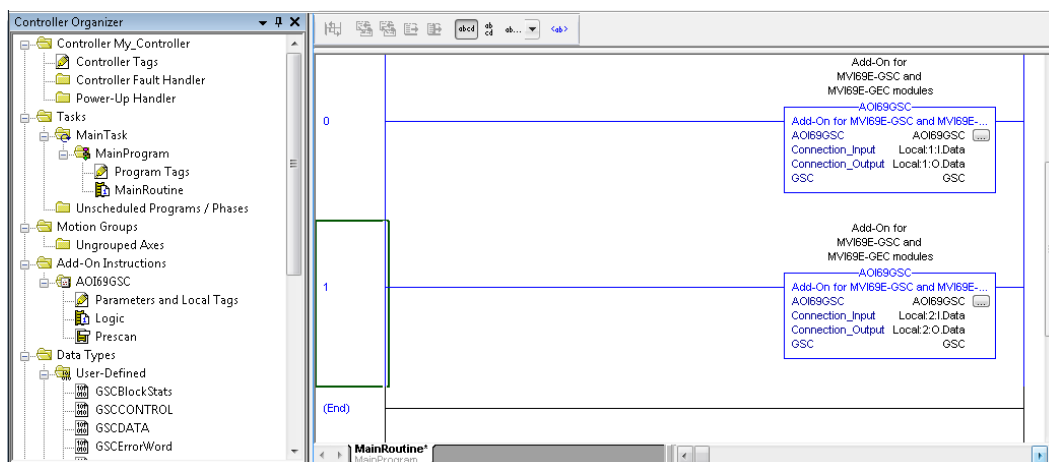 Controller Organizer
Controller My_Controller
Controller Tags
Controller Fault Handler
Power-Up Handler
Tasks
MainTask
MainProgram
Program Tags
MainRoutine
Unscheduled Programs / Phases
Motion Groups
Ungrouped Axes
Add-On Instructions
AOI69GSC
Parameters and Local Tags
Logic
Prescan
Data Types
User-Defined
GSCBlockStats
GSCCONTROL
GSCDATA
GSCErrorWord
abcd
ab cd
ab...
<ab>
0
Add-On for
MVI69E-GSC and
MVI69E-GEC modules
AOI69GSC
Add-On for MVI69E-GSC and MVI69E-...
AOI69GSC AOI69GSC ...
Connection_Input Local:1:I.Data
Connection_Output Local:1:O.Data
GSC GSC
1
Add-On for
MVI69E-GSC and
MVI69E-GEC modules
AOI69GSC
Add-On for MVI69E-GSC and MVI69E-...
AOI69GSC AOI69GSC ...
Connection_Input Local:2:I.Data
Connection_Output Local:2:O.Data
GSC GSC
(End)
MainRoutine*
MainProgram